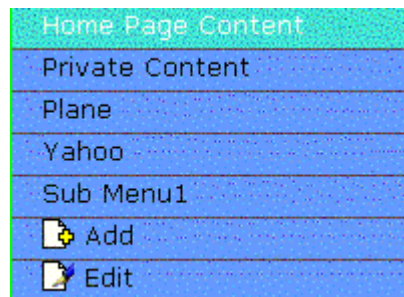 Home Page Content
Private Content
Plane
Yahoo
Sub Menu1
Add
Edit